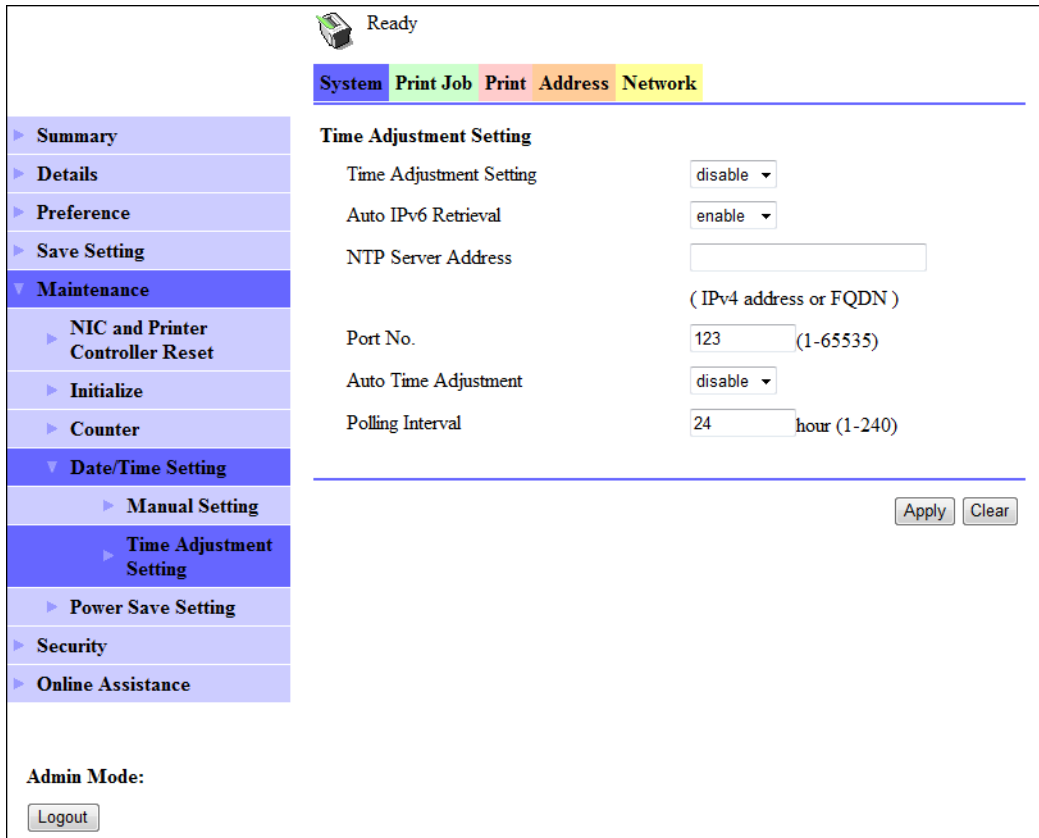 Ready
System Print Job Print Address Network
Summary
Details
Preference
Save Setting
Maintenance
NIC and Printer
Controller Reset
Initialize
Counter
Date/Time Setting
Manual Setting
Time Adjustment
Setting
Power Save Setting
Security
Online Assistance
Admin Mode:
Logout
Time Adjustment Setting
Time Adjustment Setting disable
Auto IPv6 Retrieval enable
NTP Server Address
( IPv4 address or FQDN )
Port No. 123 (1-65535)
Auto Time Adjustment disable
Polling Interval 24 hour (1-240)
Apply Clear